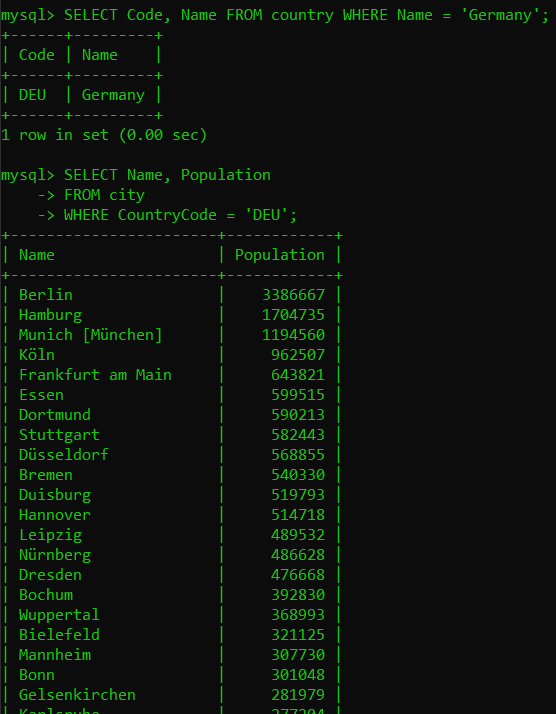 mysql> SELECT Code, Name FROM country WHERE Name = 'Germany';
+------+---------+
| Code | Name    |
+------+---------+
| DEU  | Germany |
+------+---------+
1 row in set (0.00 sec)

mysql> SELECT Name, Population
    -> FROM city
    -> WHERE CountryCode = 'DEU';
+-----------------------+------------+
| Name                  | Population |
+-----------------------+------------+
| Berlin                |    3386667 |
| Hamburg               |    1704735 |
| Munich [München]      |    1194560 |
| Köln                  |     962507 |
| Frankfurt am Main     |     643821 |
| Essen                 |     599515 |
| Dortmund              |     590213 |
| Stuttgart             |     582443 |
| Düsseldorf            |     568855 |
| Bremen                |     540330 |
| Duisburg              |     519793 |
| Hannover              |     514718 |
| Leipzig               |     489532 |
| Nürnberg              |     486628 |
| Dresden               |     476668 |
| Bochum                |     392830 |
| Wuppertal             |     368993 |
| Bielefeld             |     321125 |
| Mannheim              |     307730 |
| Bonn                  |     301048 |
| Gelsenkirchen         |     281979 |
| Karlsruhe             |     277204 |